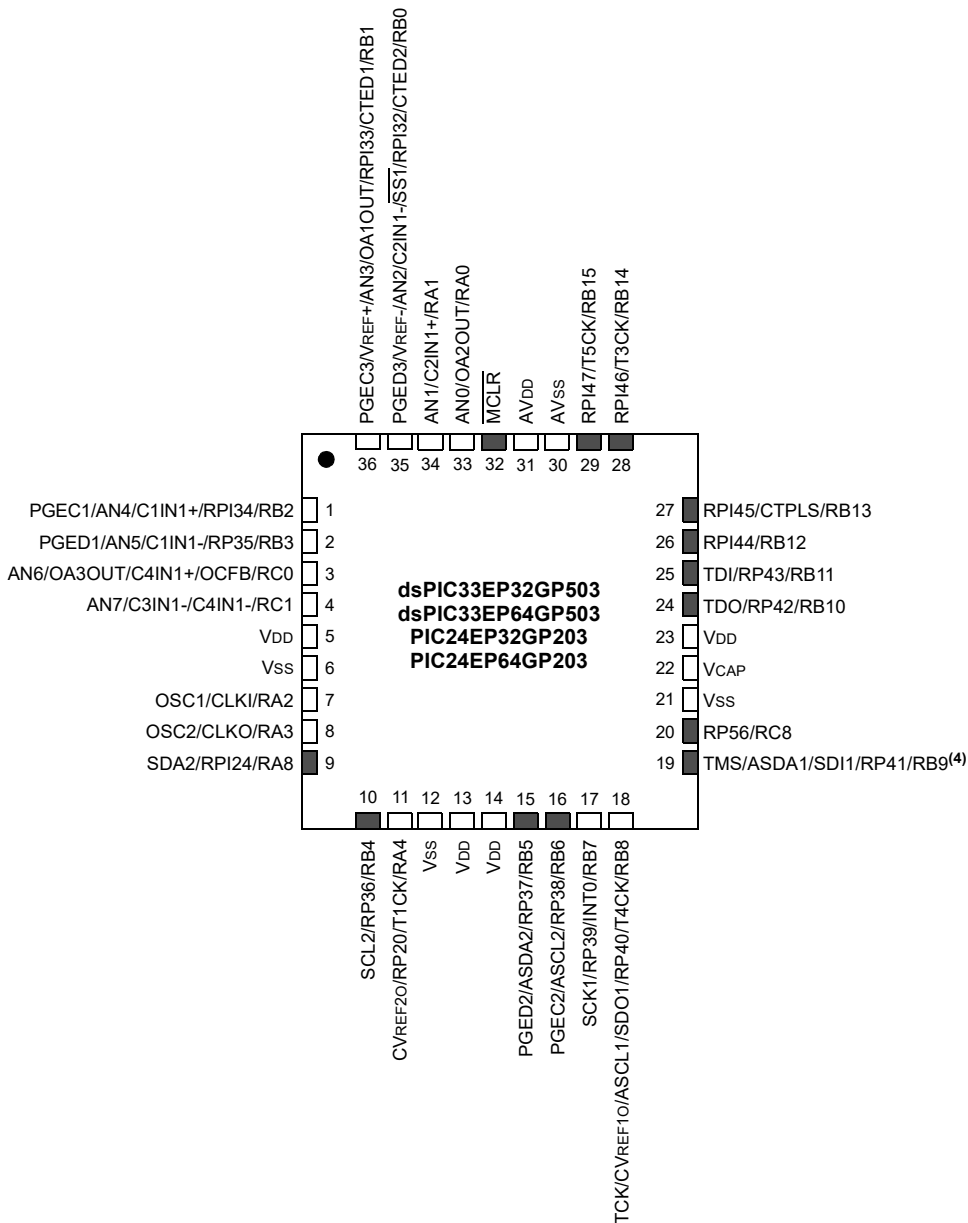 PGEC3/VREF+/AN3/OA1OUT/RPI33/CTED1/RB1
PGED3/VREF-/AN2/C2IN1-/SS1/RPI32/CTED2/RB0
AN1/C2IN1+/RA1
AN0/OA2OUT/RA0
MCLR
AVDD
AVSS
RPI47/T5CK/RB15
RPI46/T3CK/RB14
36 35 34 33 32 31 30 29 28
PGEC1/AN4/C1IN1+/RPI34/RB2 1
PGED1/AN5/C1IN1-/RP35/RB3 2
AN6/OA3OUT/C4IN1+/OCFB/RC0 3
AN7/C3IN1-/C4IN1-/RC1 4
VDD 5
VSS 6
OSC1/CLKI/RA2 7
OSC2/CLKO/RA3 8
SDA2/RPI24/RA8 9
dsPIC33EP32GP503
dsPIC33EP64GP503
PIC24EP32GP203
PIC24EP64GP203
27 RPI45/CTPLS/RB13
26 RPI44/RB12
25 TDI/RP43/RB11
24 TDO/RP42/RB10
23 VDD
22 VCAP
21 VSS
20 RP56/RC8
19 TMS/ASDA1/SDI1/RP41/RB9(4)
10 11 12 13 14 15 16 17 18
SCL2/RP36/RB4
CVREF2O/RP20/T1CK/RA4
VSS
VDD
VDD
PGED2/ASDA2/RP37/RB5
PGEC2/ASCL2/RP38/RB6
SCK1/RP39/INT0/RB7
TCK/CVREF1O/ASCL1/SDO1/RP40/T4CK/RB8